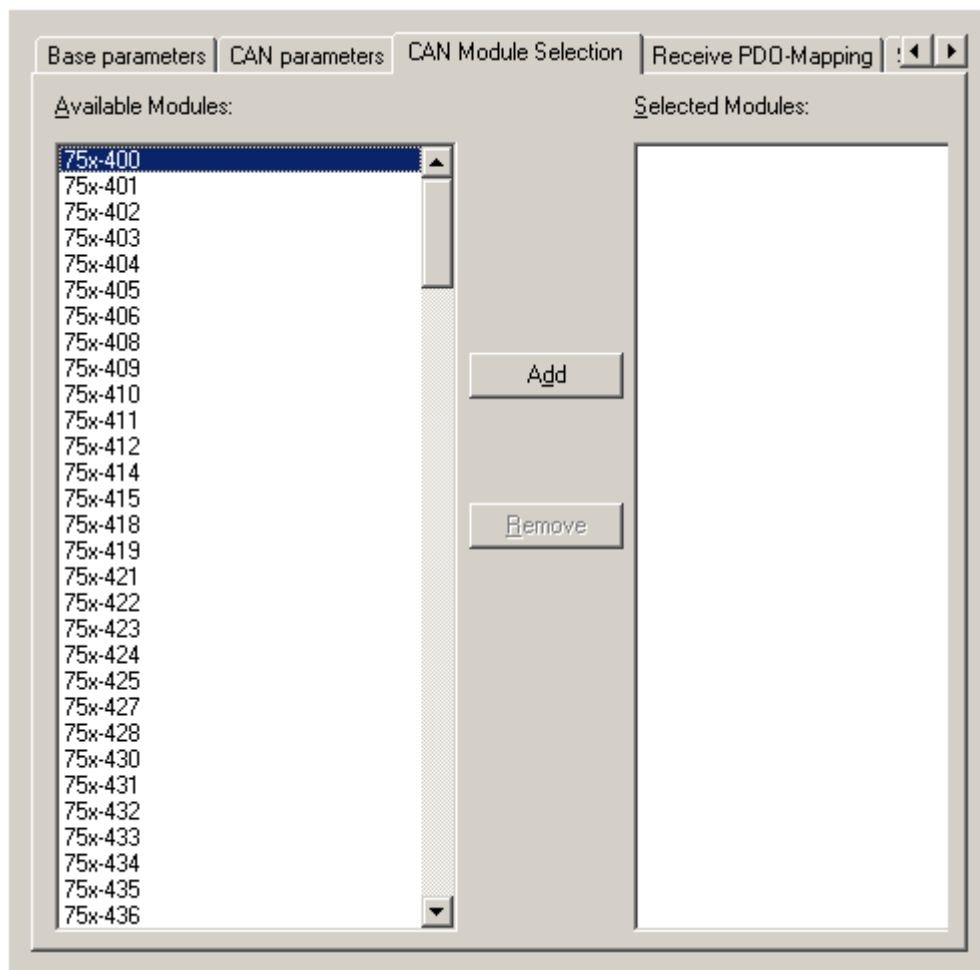 Base parameters CAN parameters CAN Module Selection Receive PDO-Mapping
Available Modules: Selected Modules:
75x-400
75x-401
75x-402
75x-403
75x-404
75x-405
75x-406
75x-408
75x-409
75x-410
75x-411
75x-412
75x-414
75x-415
75x-418
75x-419
75x-421
75x-422
75x-423
75x-424
75x-425
75x-427
75x-428
75x-430
75x-431
75x-432
75x-433
75x-434
75x-435
75x-436
Add
Remove